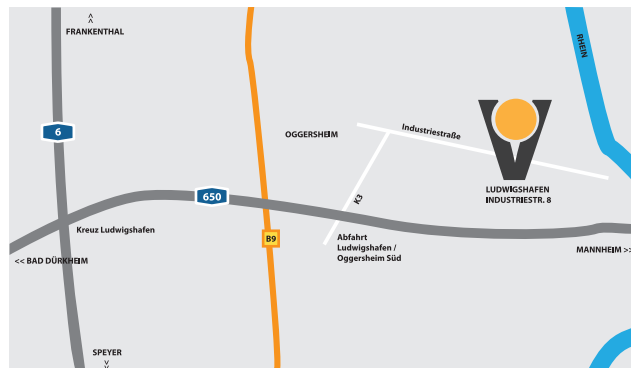 ^
^
FRANKENTHAL
RHEIN
6
OGGERSHEIM
Industriestraße
650
K3
LUDWIGSHAFEN
INDUSTRIESTR. 8
Kreuz Ludwigshafen
B9
Abfahrt
Ludwigshafen /
Oggersheim Süd
MANNHEIM >>
<< BAD DÜRKHEIM
SPEYER
v
v